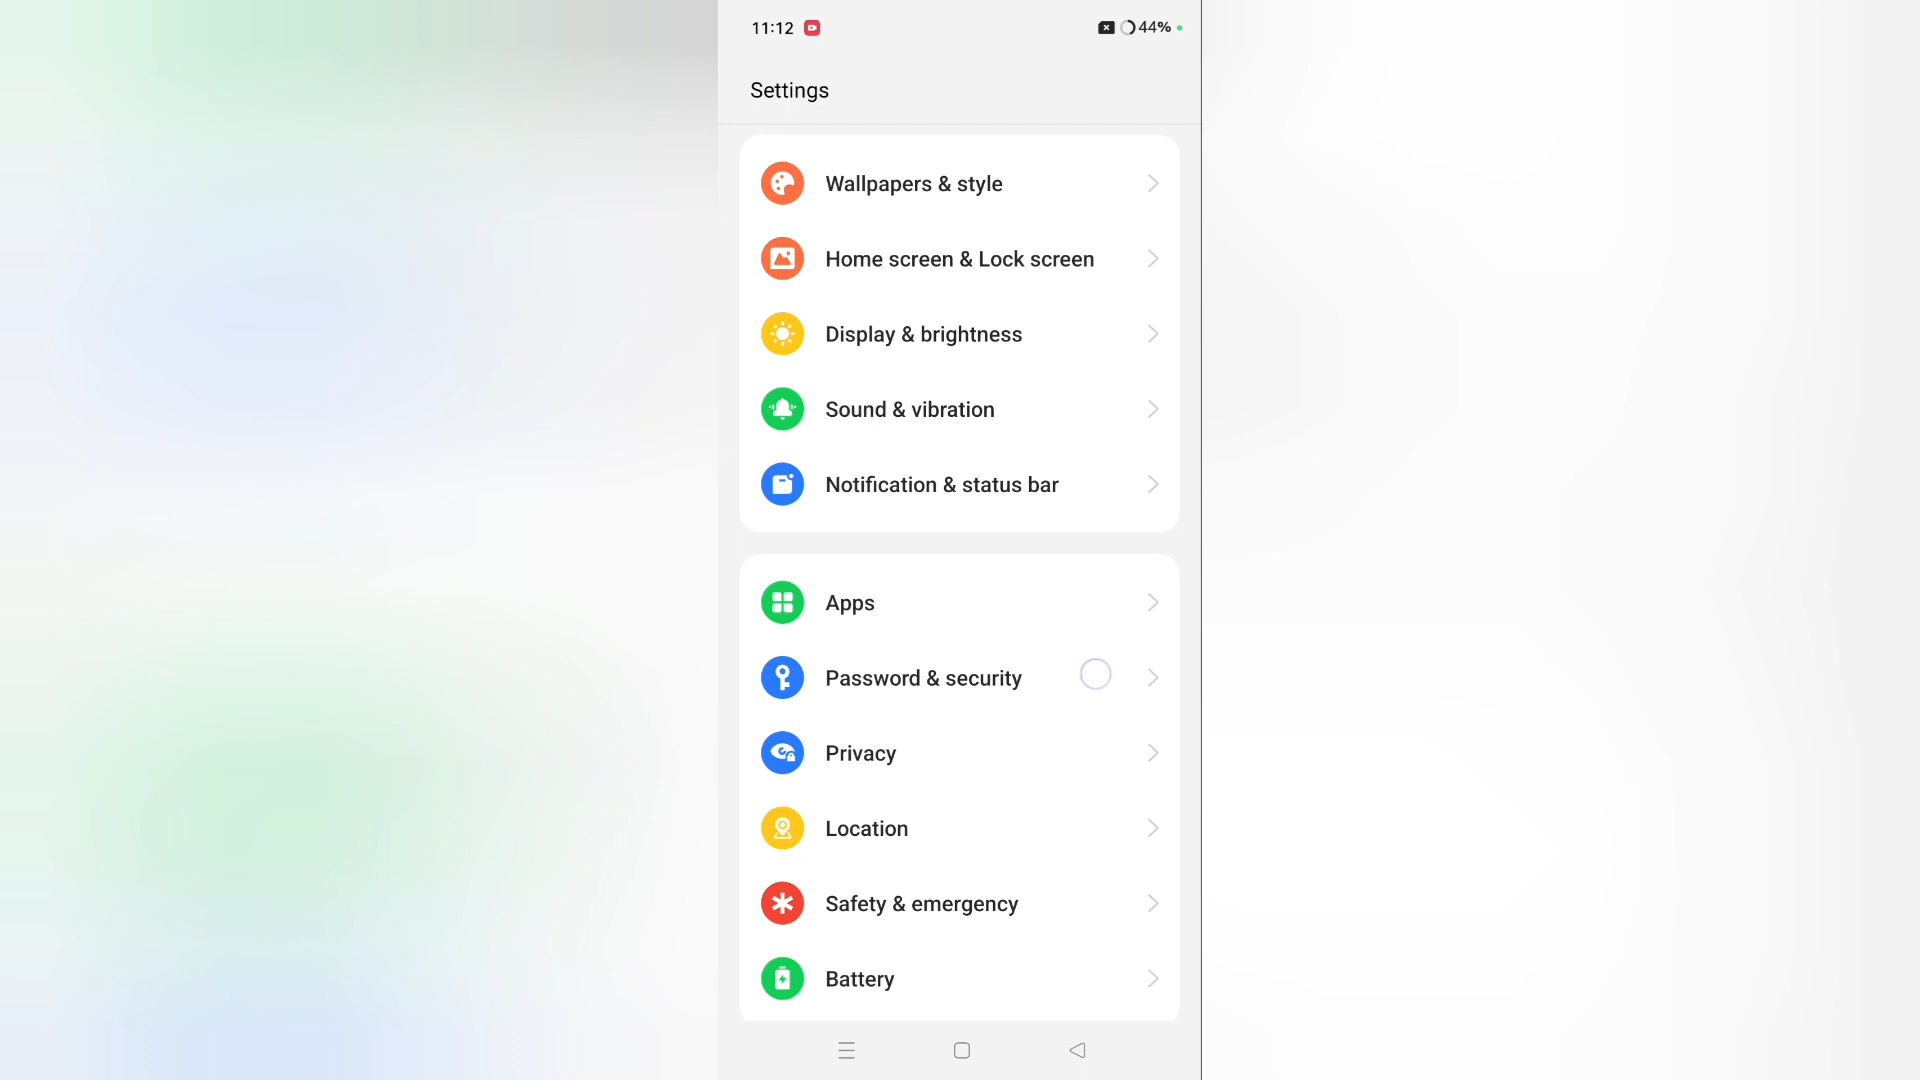 11:12
44%
Settings
Wallpapers & style
Home screen & Lock screen
Display & brightness
Sound & vibration
Notification & status bar
Apps
Password & security
Privacy
Location
Safety & emergency
Battery